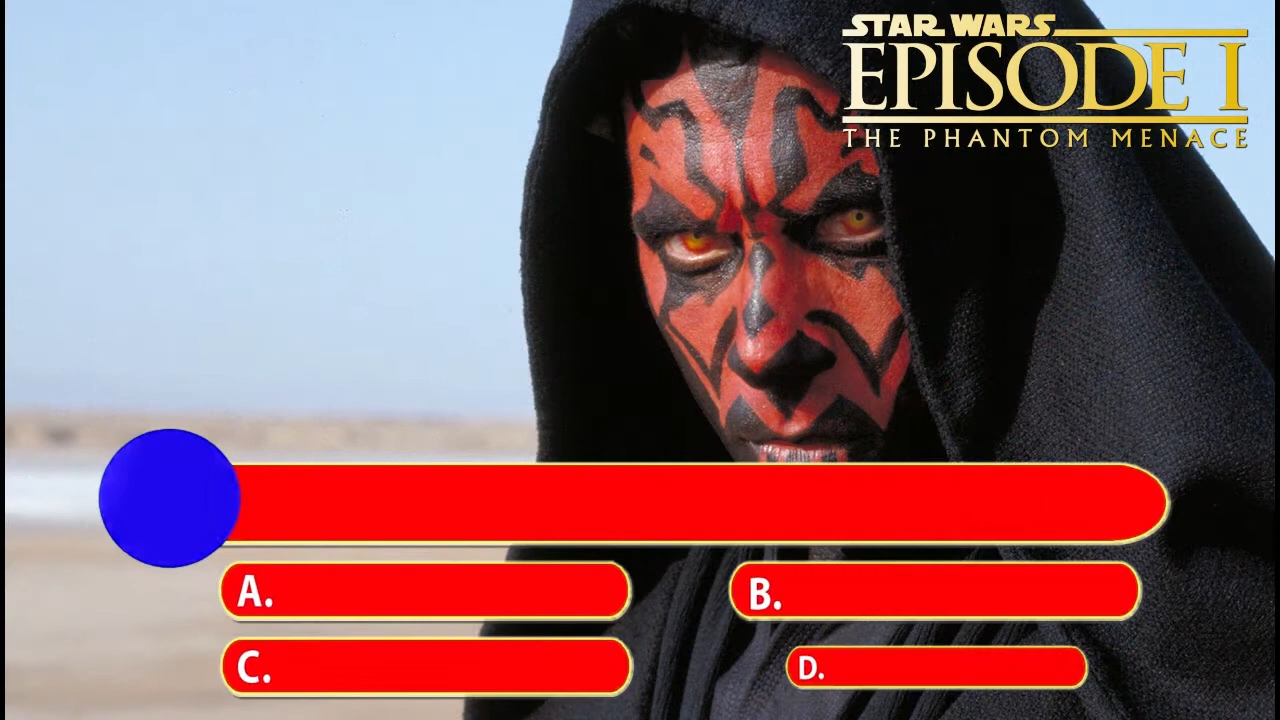 STAR WARS
EPISODE I
THE PHANTOM MENACE
A.
B.
C.
D.